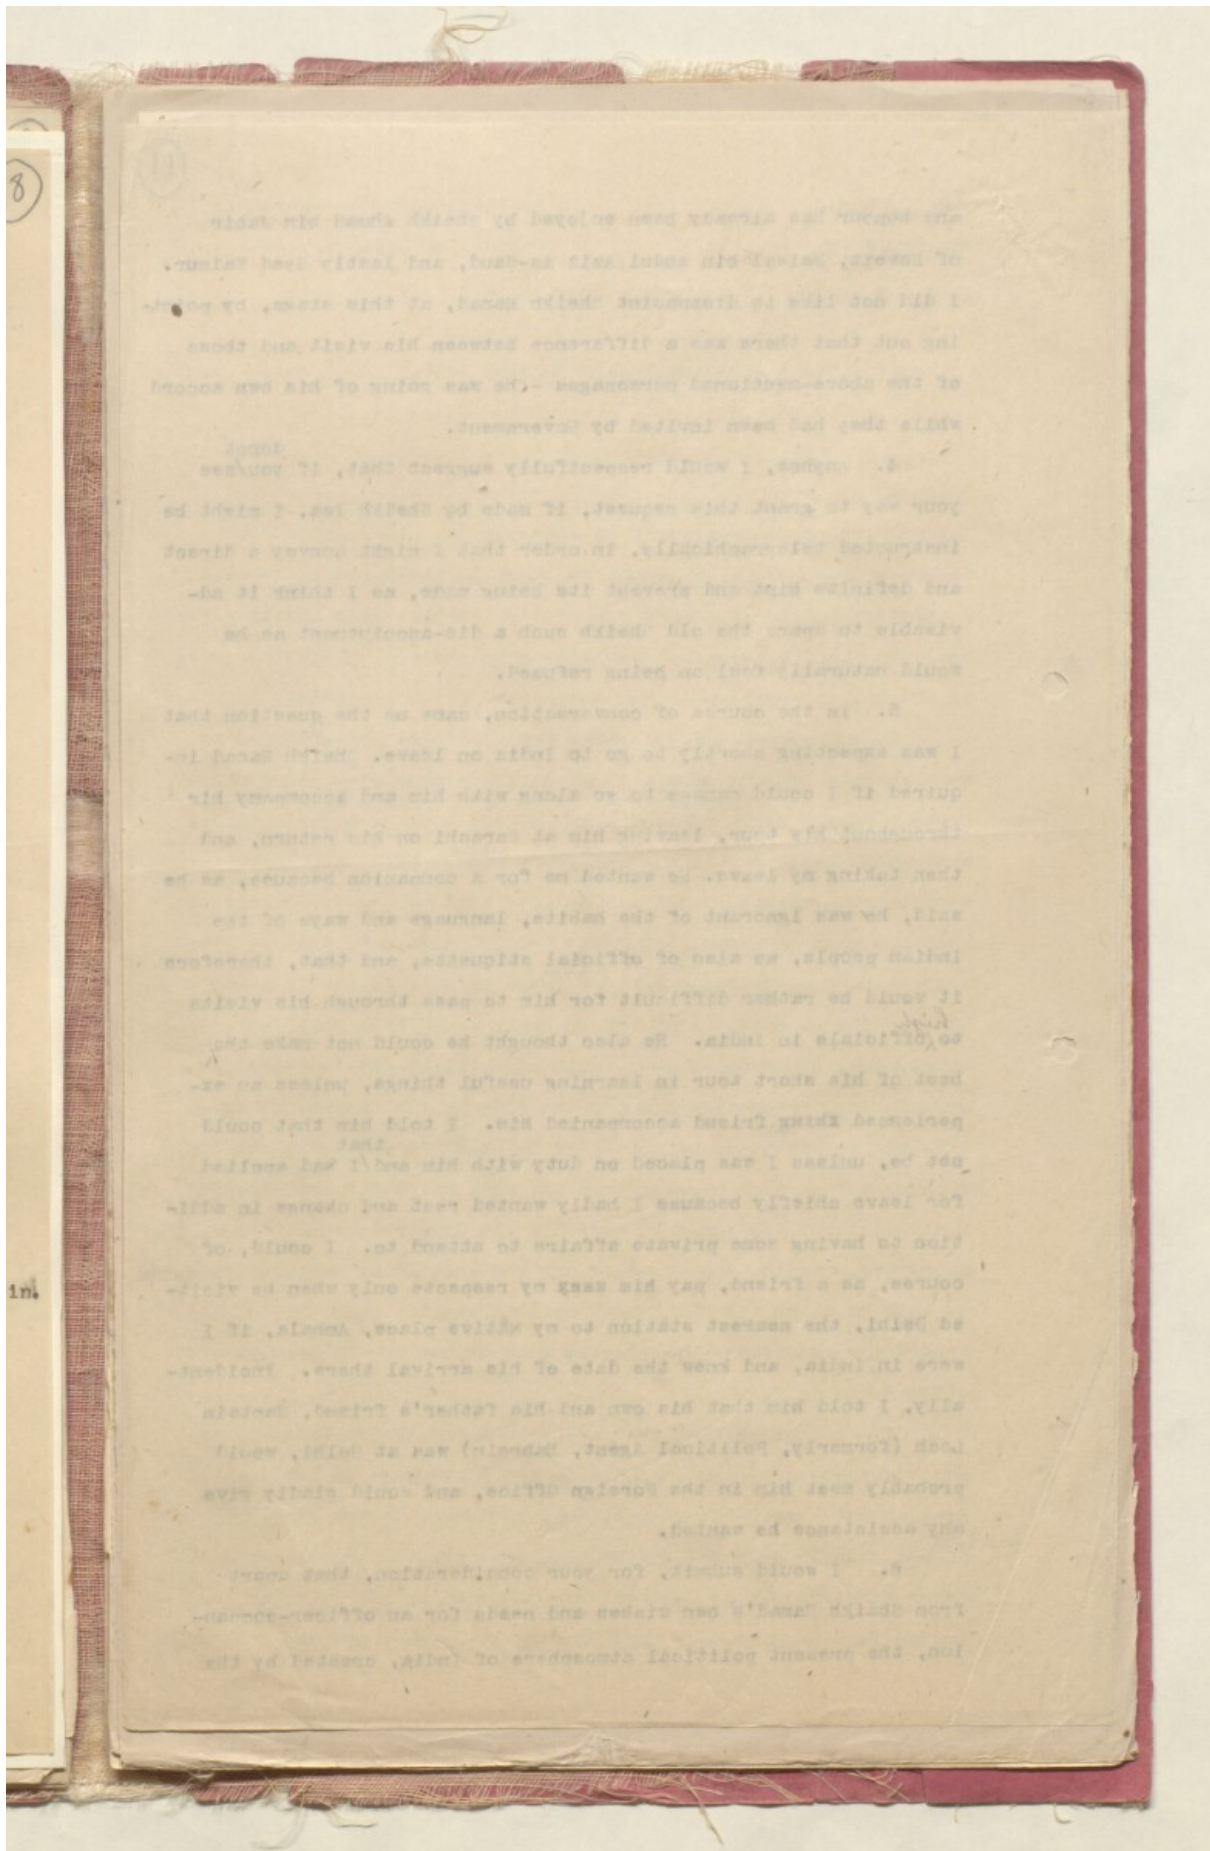 8
in.
11
any honour has already been enjoyed by Sheikh Ahmad bin Jabir
of Kuwait, Faisal bin Abdul Aziz as-Saud, and lastly Syed Taimur.
I did not like to disappoint Sheikh Hamad, at this stage, by point-
ing out that there was a difference between his visit and those
of the above-mentioned personages - he was going of his own accord
while they had been invited by Government.
donot
4. Anyhow, I would respectfully suggest that, if you/see
your way to grant this request, if made by Sheikh Isa, I might be
instructed telegraphically, in order that I might convey a direct
and definite hint and prevent its being made, as I think it ad-
visable to spare the old Sheikh such a dis-appointment as he
would naturally feel on being refused.
5. In the course of conversation, came up the question that
I was expecting shortly to go to India on leave. Sheikh Hamad in-
quired if I could manage to go along with him and accompany him
throughout his tour, leaving him at Karachi on his return, and
then taking my leave. He wanted me for a companion because, as he
said, he was ignorant of the habits, language and ways of the
Indian people, as also of official etiquette, and that, therefore
it would be rather difficult for him to pass through his visits
high
to/officials in India. He also thought he could not make the
best of his short tour in learning useful things, unless an ex-
perienced friend accompanied him. I told him that could
that
not be, unless I was placed on duty with him and/I had applied
for leave chiefly because I badly wanted rest and change in addi-
tion to having some private affairs to attend to. I could, of
course, as a friend, pay him my respects only when he visit-
ed Delhi, the nearest station to my native place, Ambala, if I
were in India, and knew the date of his arrival there. Incident-
ally, I told him that his own and his father's friend, Captain
Loch (formerly, Political Agent, Bahrein) was at Delhi, would
probably meet him in the Foreign Office, and would gladly give
any assistance he wanted.
6. I would submit, for your consideration, that apart
from Sheikh Hamad's own wishes and needs for an officer-compan-
ion, the present political atmosphere of India, created by the